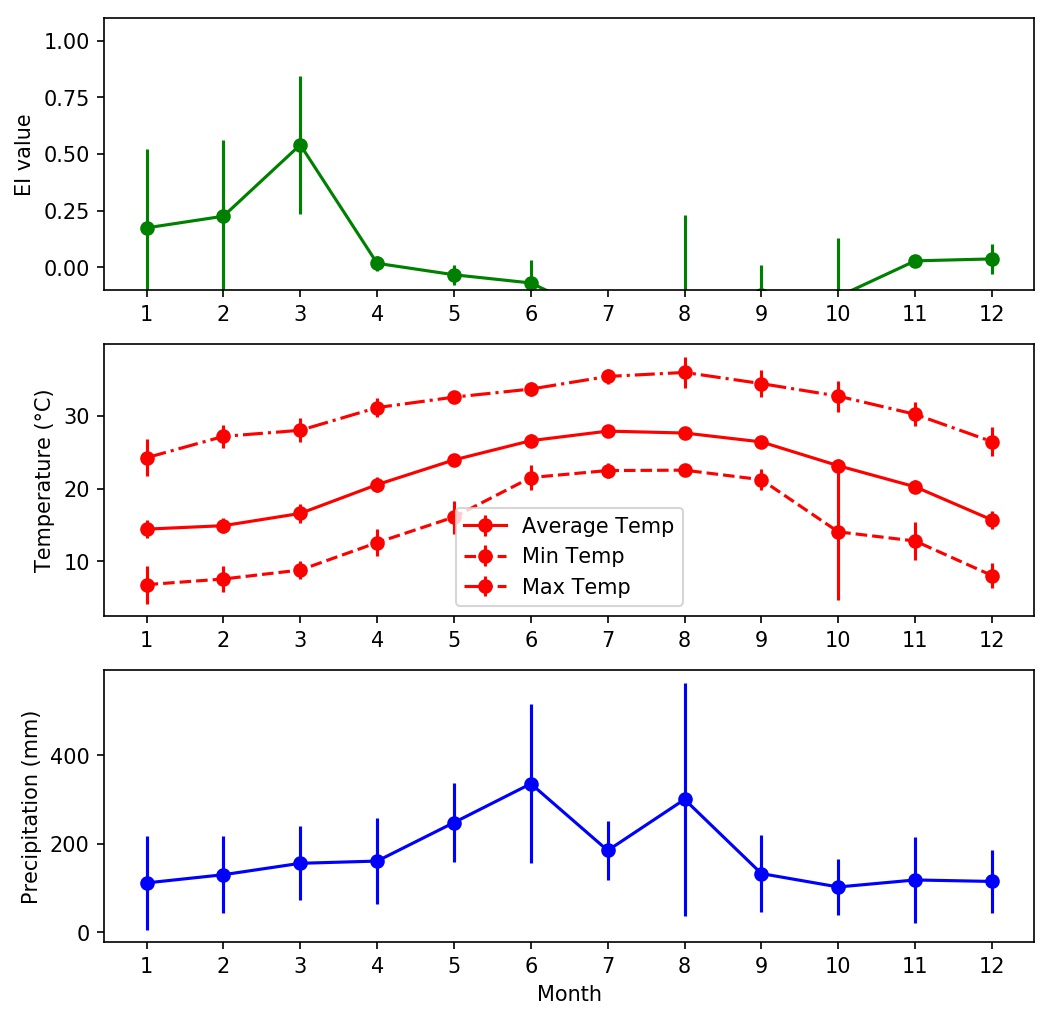 EI value
1.00
0.75
0.50
0.25
0.00
1 2 3 4 5 6 7 8 9 10 11 12
Temperature (°C)
30
20
10
Average Temp
Min Temp
Max Temp
1 2 3 4 5 6 7 8 9 10 11 12
Precipitation (mm)
400
200
0
1 2 3 4 5 6 7 8 9 10 11 12
Month